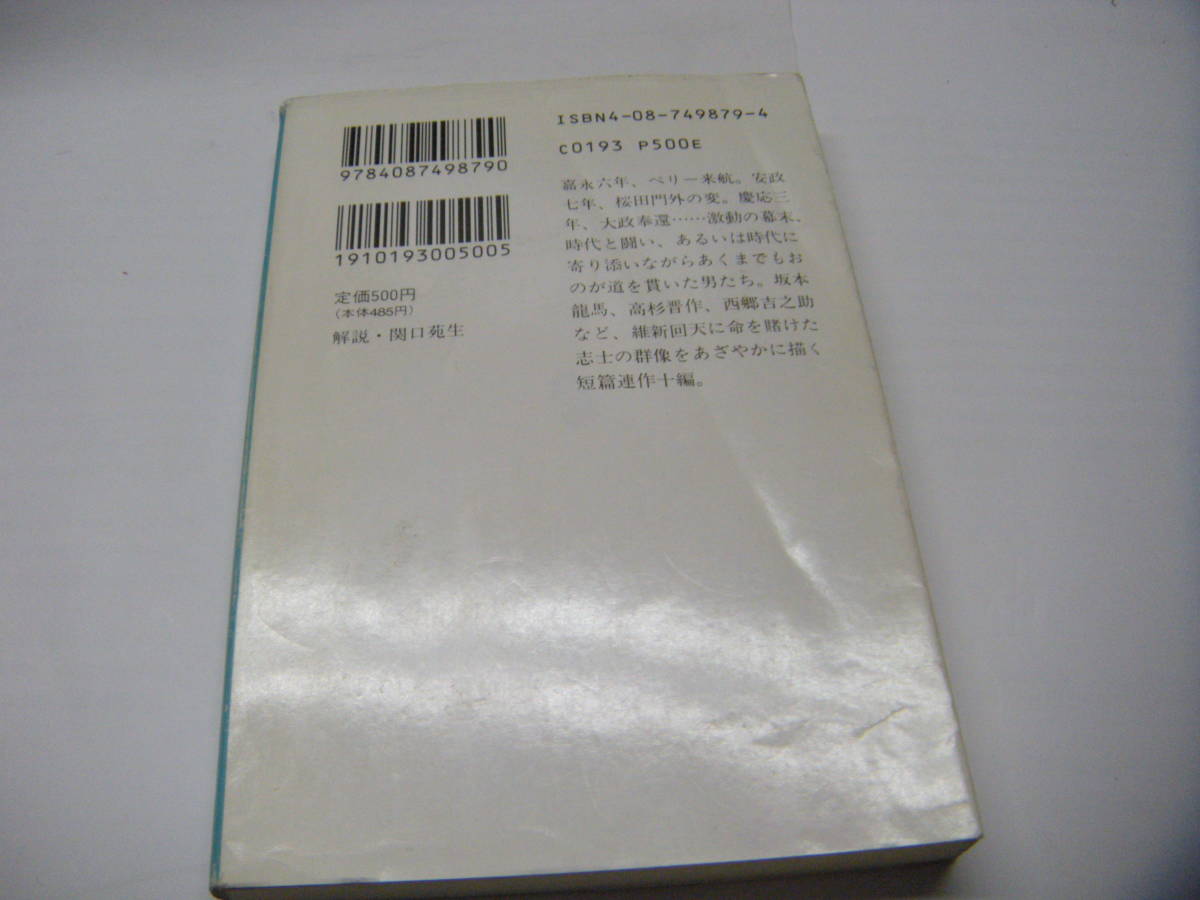 9784087498790
1910193005005
定価500円
（本体485円）
解説・関口苑生
ISBN4-08-749879-4
C0193 P500E
嘉永六年、ペリー来航。安政
七年、桜田門外の変。慶応三
年、大政奉還……激動の幕末、
時代と闘い、あるいは時代に
寄り添いながらあくまでもお
のが道を貫いた男たち。坂本
龍馬、高杉晋作、西郷吉之助
など、維新回天に命を賭けた
志士の群像をあざやかに描く
短篇連作十編。